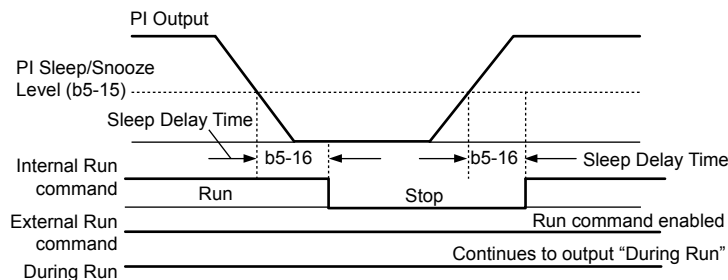 PI Output
PI Sleep/Snooze
Level (b5-15)
Sleep Delay Time
b5-16
b5-16
Sleep Delay Time
Internal Run
command
Run
Stop
External Run
command
Run command enabled
Continues to output “During Run”
During Run